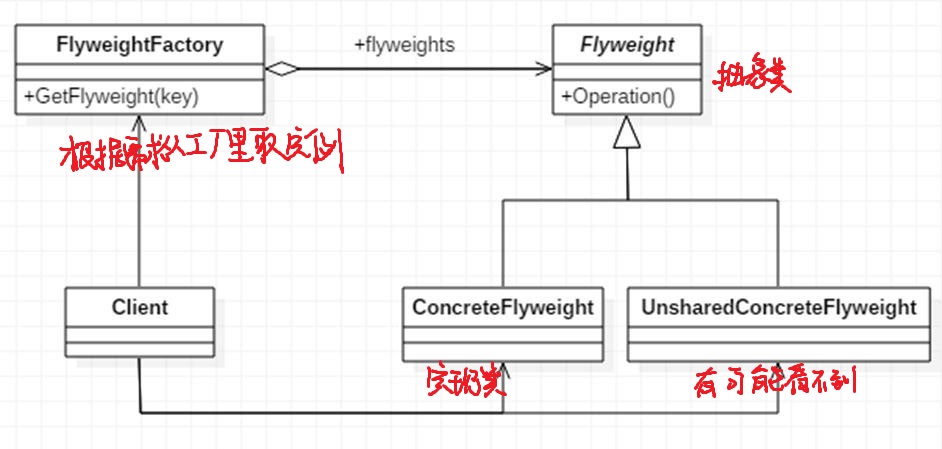 FlyweightFactory
+flyweights
Flyweight
+GetFlyweight(key)
+Operation()
抽象类
根据需求从工厂里取实例
Client
ConcreteFlyweight
UnsharedConcreteFlyweight
实现类
有可能看不到